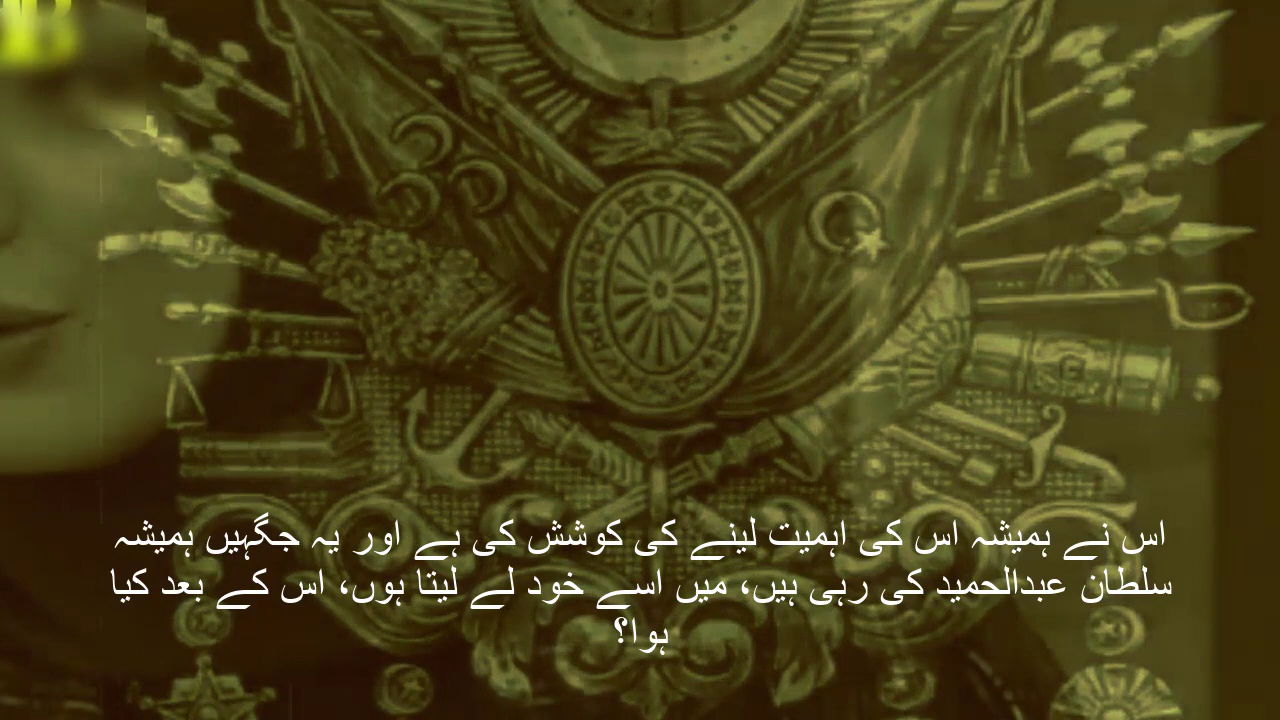 اس نے ہمیشہ اس کی اہمیت لینے کی کوشش کی ہے اور یہ جگہیں ہمیشہ
سلطان عبدالحمید کی رہی ہیں، میں اسے خود لے لیتا ہوں، اس کے بعد کیا
ہوا؟